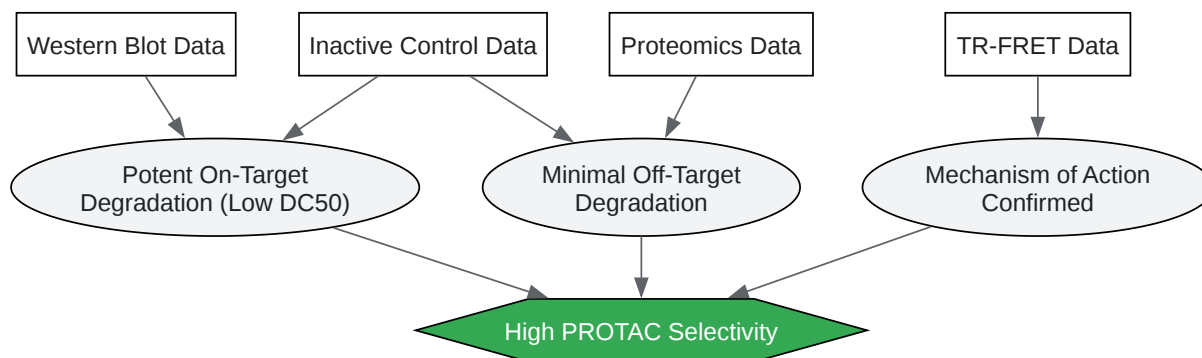 Western Blot Data
Inactive Control Data
Proteomics Data
TR-FRET Data
Potent On-Target
Degradation (Low DC50)
Minimal Off-Target
Degradation
Mechanism of Action
Confirmed
High PROTAC Selectivity